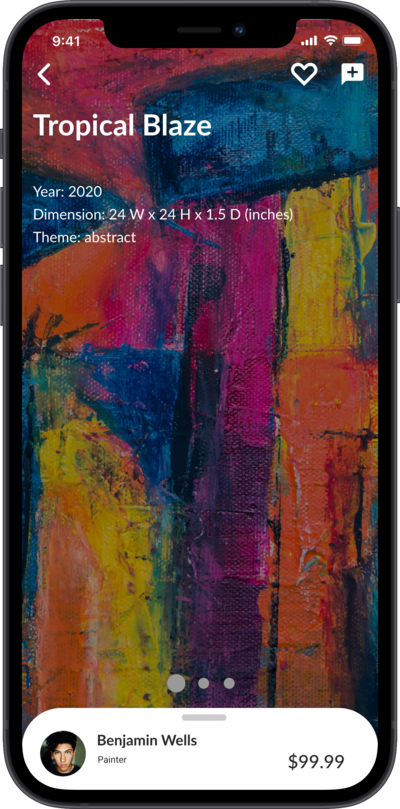 9:41
Tropical Blaze
Year: 2020
Dimension: 24 W x 24 H x 1.5 D (inches)
Theme: abstract
Benjamin Wells
Painter
$99.99